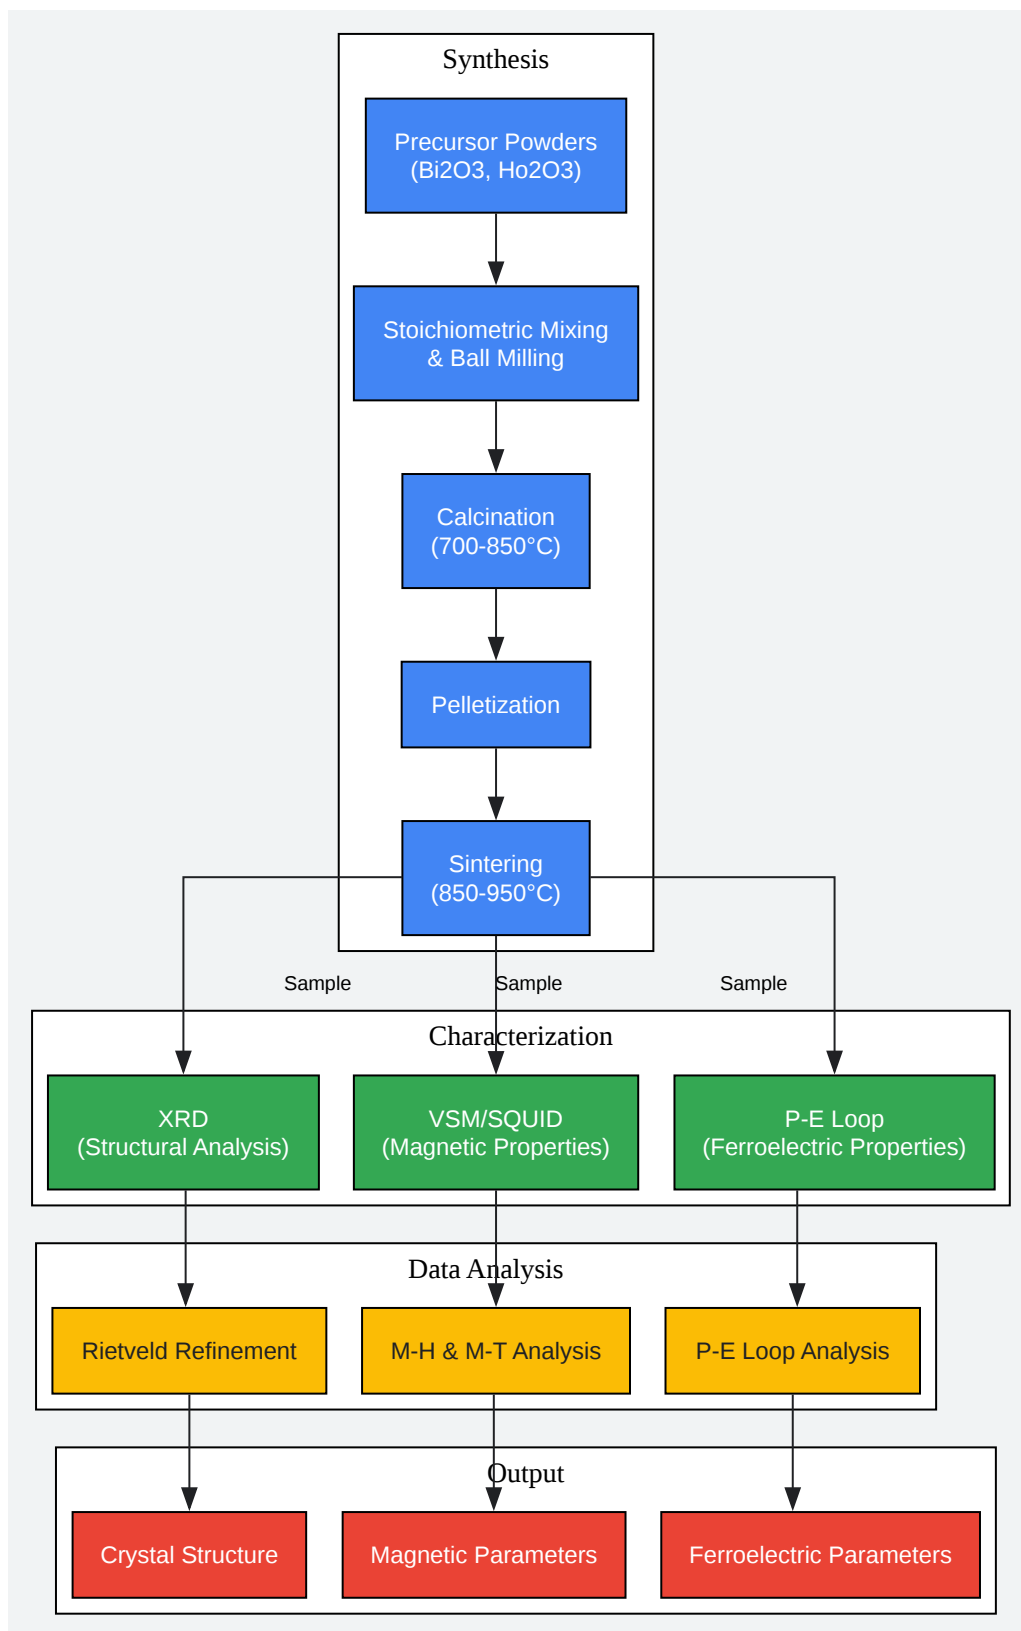 Synthesis
Precursor Powders
(Bi2O3, Ho2O3)
Stoichiometric Mixing
& Ball Milling
Calcination
(700-850°C)
Pelletization
Sintering
(850-950°C)
Sample
Sample
Sample
Characterization
XRD
(Structural Analysis)
VSM/SQUID
(Magnetic Properties)
P-E Loop
(Ferroelectric Properties)
Data Analysis
Rietveld Refinement
M-H & M-T Analysis
P-E Loop Analysis
Output
Crystal Structure
Magnetic Parameters
Ferroelectric Parameters